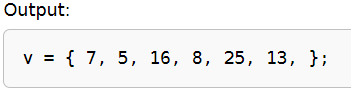 Output:
v = { 7, 5, 16, 8, 25, 13, };